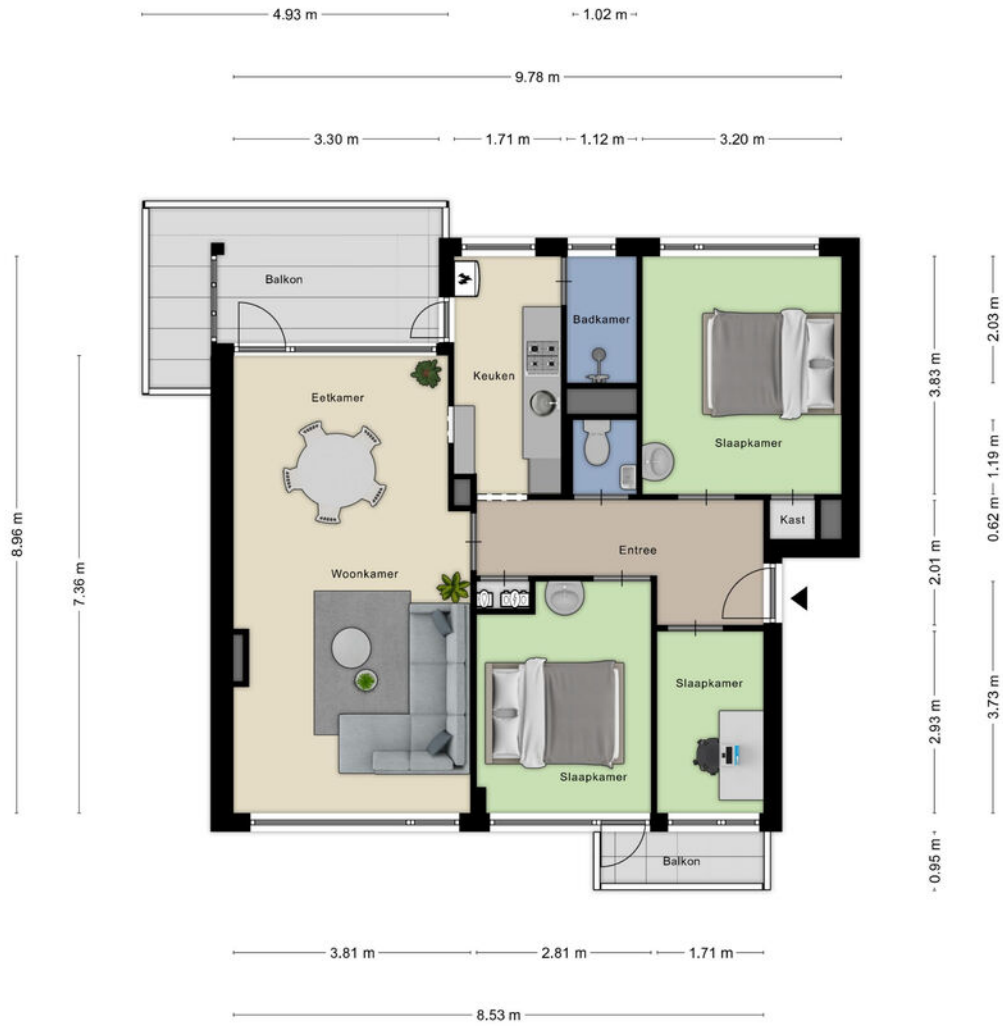 4.93 m
1.02 m
9.78 m
3.30 m
1.71 m
1.12 m
3.20 m
Balkon
Badkamer
Keuken
Eetkamer
Slaapkamer
Kast
Entree
Woonkamer
Slaapkamer
Slaapkamer
Balkon
8.96 m
7.36 m
3.83 m
2.01 m
2.93 m
0.95 m
2.03 m
1.19 m
0.62 m
3.73 m
3.81 m
2.81 m
1.71 m
8.53 m